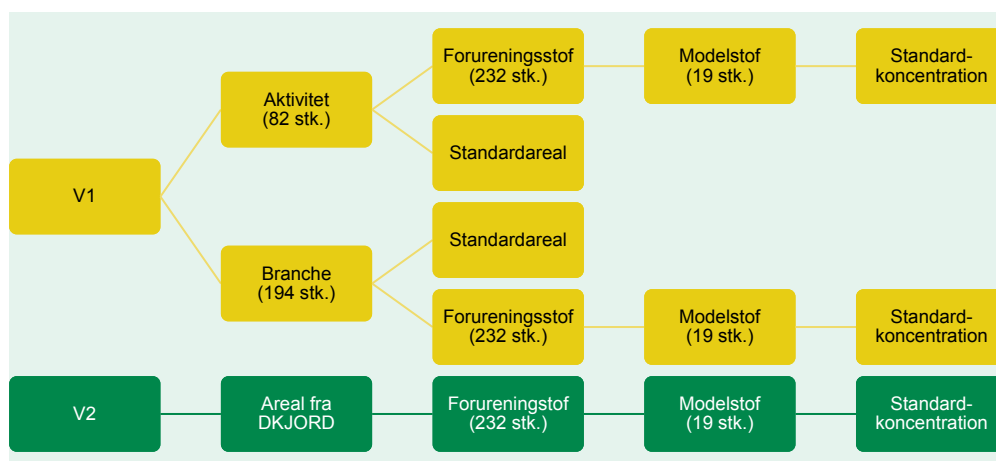 V1
Aktivitet
(82 stk.)
Forureningsstof
(232 stk.)
Modelstof
(19 stk.)
Standard-
koncentration
Standardareal
Branche
(194 stk.)
Standardareal
Forureningsstof
(232 stk.)
Modelstof
(19 stk.)
Standard-
koncentration
V2
Areal fra
DKJORD
Forureningstof
(232 stk.)
Modelstof
(19 stk.)
Standard-
koncentration